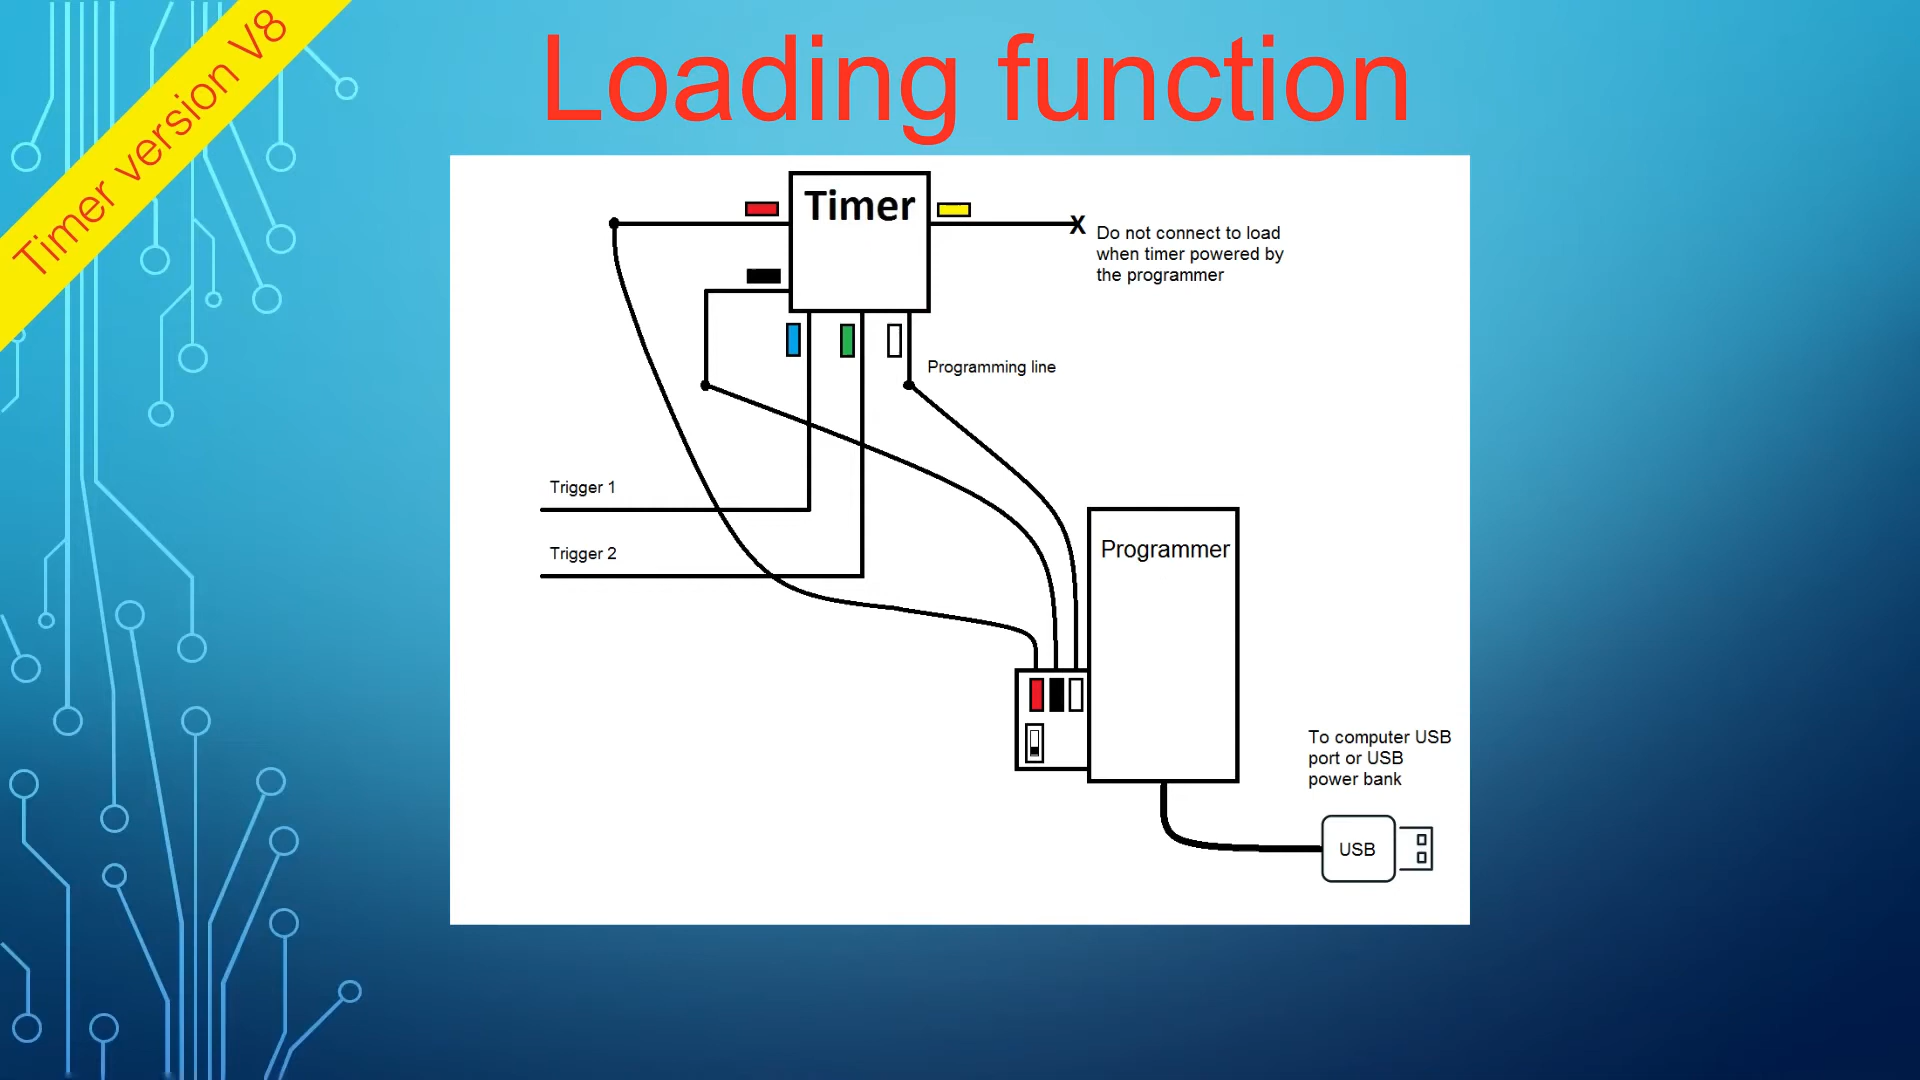 Timer version V8
Loading function
Timer
X
Do not connect to load
when timer powered by
the programmer
Programming line
Trigger 1
Trigger 2
Programmer
To computer USB
port or USB
power bank
USB